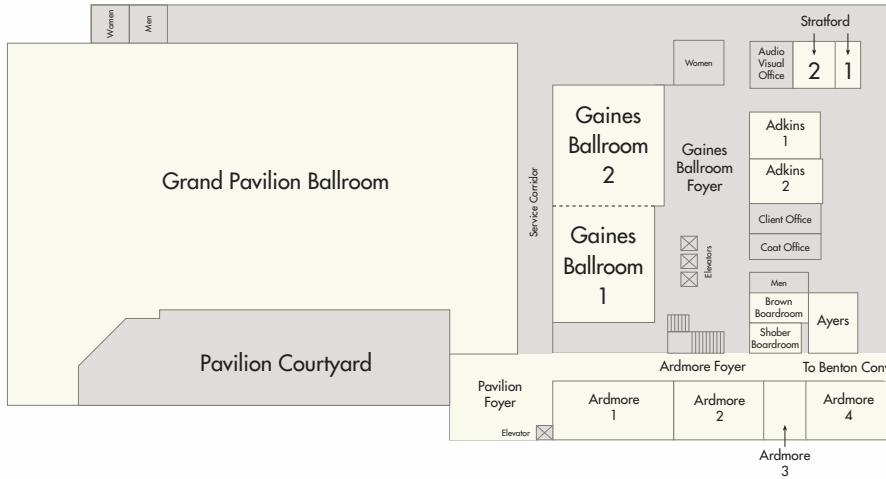 Women
Men
Stratford
Audio
Visual
Office
2
1
Women
Gaines
Ballroom
2
Gaines
Ballroom
Foyer
Adkins
1
Adkins
2
Grand Pavilion Ballroom
Service Corridor
Client Office
Coat Office
Gaines
Ballroom
1
Elevators
Men
Brown
Boardroom
Ayers
Shober
Boardroom
Pavilion Courtyard
Ardmore Foyer
To Benton Conv
Pavilion
Foyer
Ardmore
1
Ardmore
2
Ardmore
4
Elevator
Ardmore
3